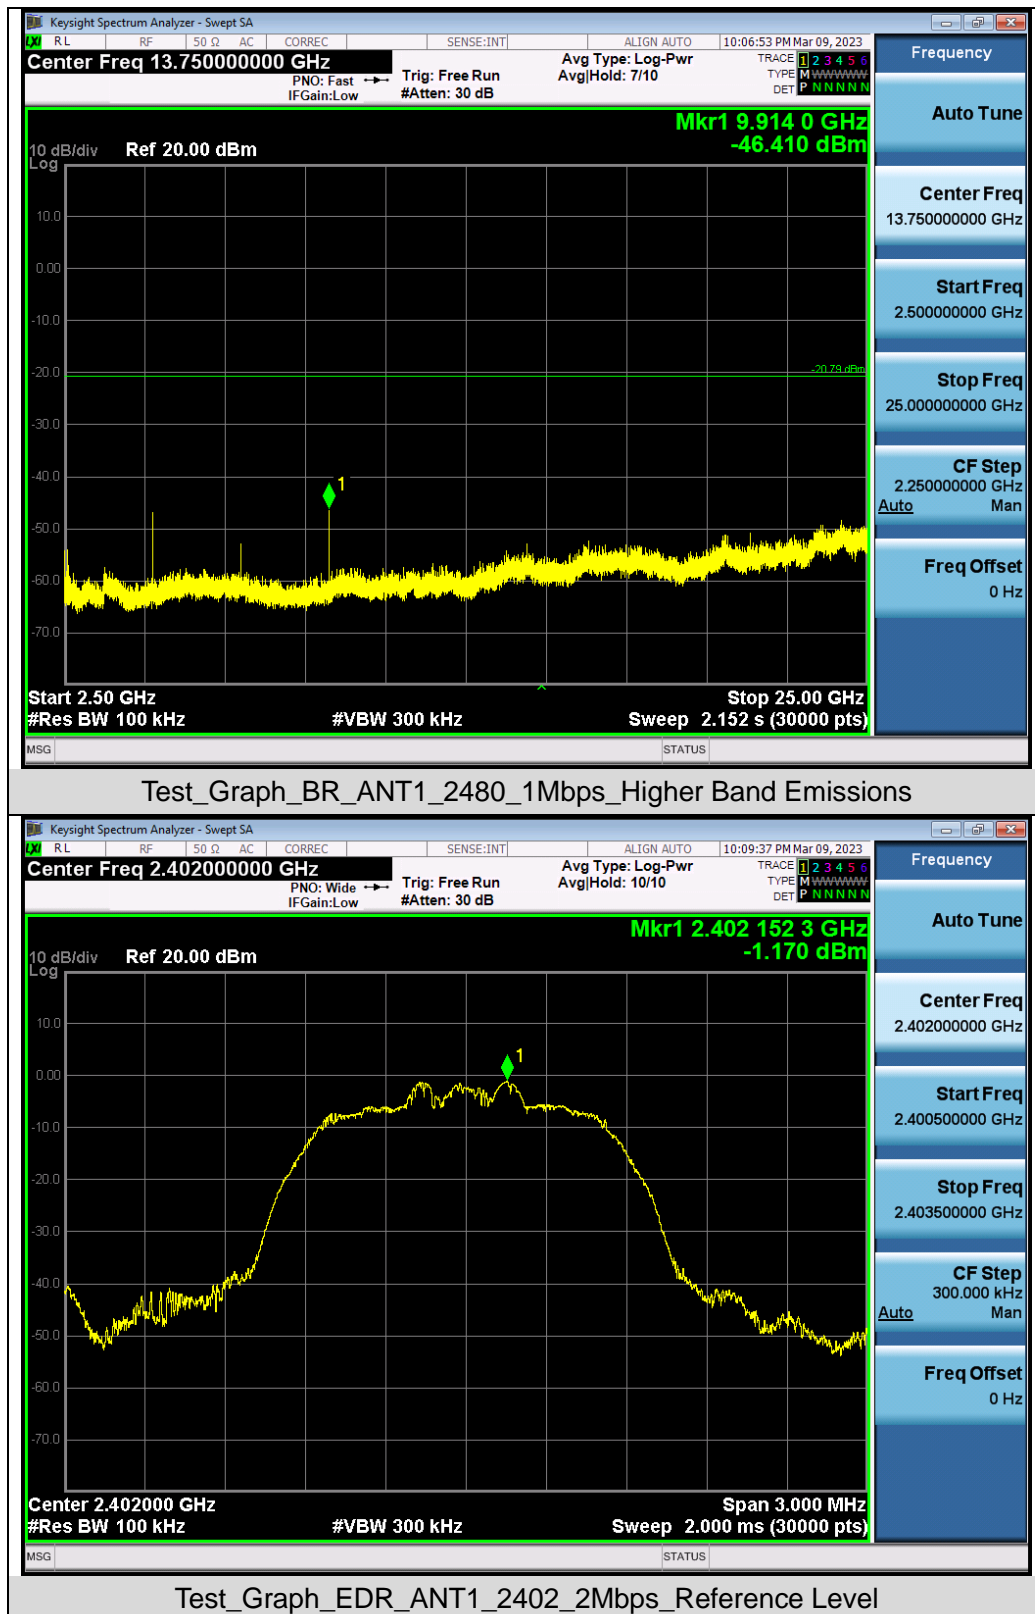 Keysight Spectrum Analyzer - Swept SA
LXI RL RF 50 Ω AC CORREC SENSE:INT ALIGN AUTO 10:06:53 PM Mar 09, 2023
Center Freq 13.750000000 GHz
PNO: Fast
IFGain:Low
Trig: Free Run
#Atten: 30 dB
Avg Type: Log-Pwr
Avg|Hold: 7/10
TRACE 1 2 3 4 5 6
TYPE M WWWWW
DET P N N N N N
Mkr1 9.914 0 GHz
-46.410 dBm
10 dB/div Ref 20.00 dBm
Log
10.0
0.00
-10.0
-20.0
-20.79 dBm
-30.0
-40.0
1
-50.0
-60.0
-70.0
Start 2.50 GHz Stop 25.00 GHz
#Res BW 100 kHz #VBW 300 kHz Sweep 2.152 s (30000 pts)
MSG STATUS
Frequency
Auto Tune
Center Freq
13.750000000 GHz
Start Freq
2.500000000 GHz
Stop Freq
25.000000000 GHz
CF Step
2.250000000 GHz
Auto Man
Freq Offset
0 Hz
Test_Graph_BR_ANT1_2480_1Mbps_Higher Band Emissions
Keysight Spectrum Analyzer - Swept SA
LXI RL RF 50 Ω AC CORREC SENSE:INT ALIGN AUTO 10:09:37 PM Mar 09, 2023
Center Freq 2.402000000 GHz
PNO: Wide
IFGain:Low
Trig: Free Run
#Atten: 30 dB
Avg Type: Log-Pwr
Avg|Hold: 10/10
TRACE 1 2 3 4 5 6
TYPE M WWWWW
DET P N N N N N
Mkr1 2.402 152 3 GHz
-1.170 dBm
10 dB/div Ref 20.00 dBm
Log
10.0
0.00
1
-10.0
-20.0
-30.0
-40.0
-50.0
-60.0
-70.0
Center 2.402000 GHz Span 3.000 MHz
#Res BW 100 kHz #VBW 300 kHz Sweep 2.000 ms (30000 pts)
MSG STATUS
Frequency
Auto Tune
Center Freq
2.402000000 GHz
Start Freq
2.400500000 GHz
Stop Freq
2.403500000 GHz
CF Step
300.000 kHz
Auto Man
Freq Offset
0 Hz
Test_Graph_EDR_ANT1_2402_2Mbps_Reference Level